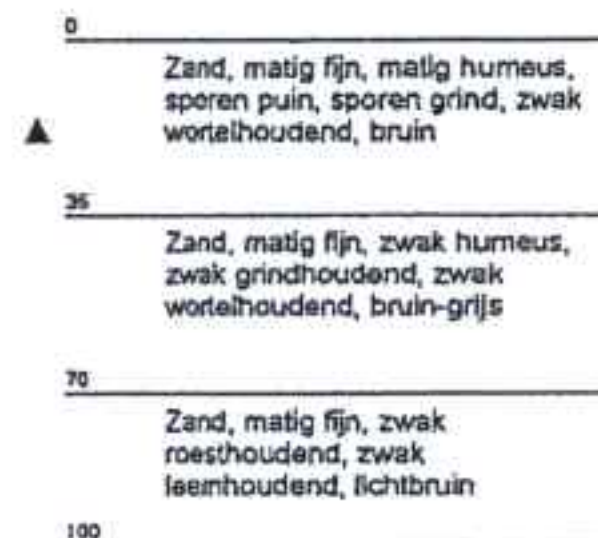 0
Zand, matig fijn, matig humeus,
sporen puin, sporen grind, zwak
wortelhoudend, bruin
35
Zand, matig fijn, zwak humeus,
zwak grindhoudend, zwak
wortelhoudend, bruin-grijs
70
Zand, matig fijn, zwak
roesthoudend, zwak
leemhoudend, lichtbruin
100